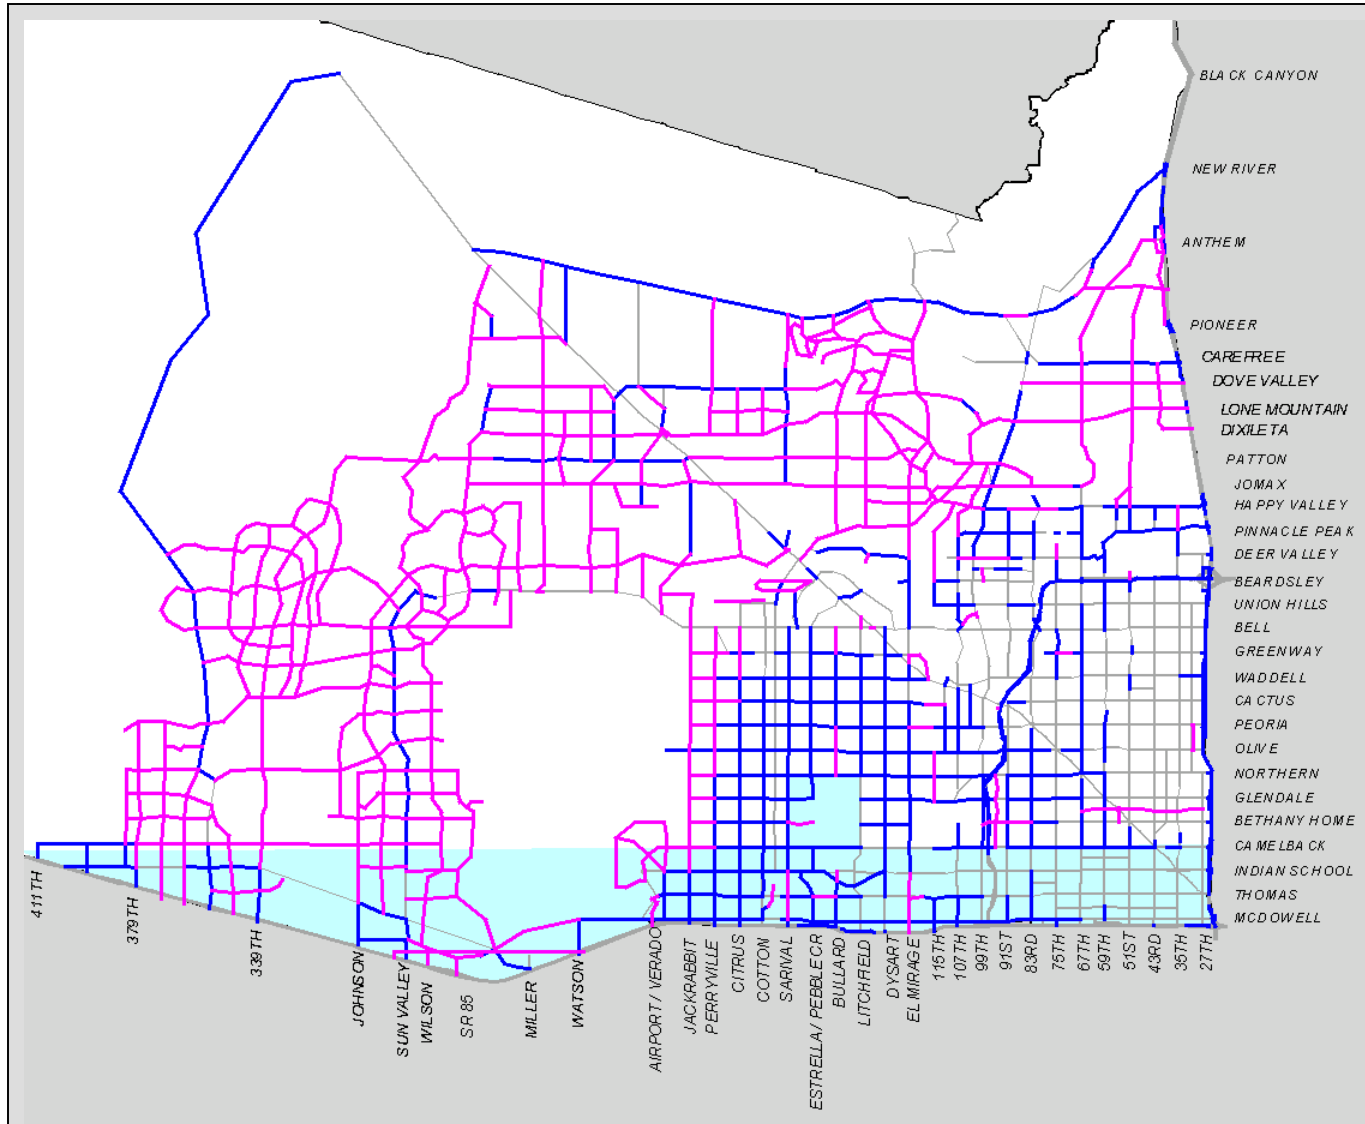 BLACK CANYON
NEW RIVER
ANTHEM
PIONEER
CAREFREE
DOVE VALLEY
LONE MOUNTAIN
DIXILETA
PATTON
JOMAX
HAPPY VALLEY
PINNACLE PEAK
DEER VALLEY
BEARDSLEY
UNION HILLS
BELL
GREENWAY
WADDELL
CACTUS
PEORIA
OLIVE
NORTHERN
GLENDALE
BETHANY HOME
CAMELBACK
INDIAN SCHOOL
THOMAS
MCDOWELL
411TH
379TH
339TH
JOHNSON
SUN VALLEY
WILSON
SR 85
MILLER
WATSON
AIRPORT / VERADO
JACKRABBIT
PERRYVILLE
CITRUS
COTTON
SARIVAL
ESTRELLA / PEBBLE CR
BULLARD
LITCHFIELD
DYSART
EL MIRAGE
115TH
107TH
99TH
91ST
83RD
75TH
67TH
59TH
51ST
43RD
35TH
27TH